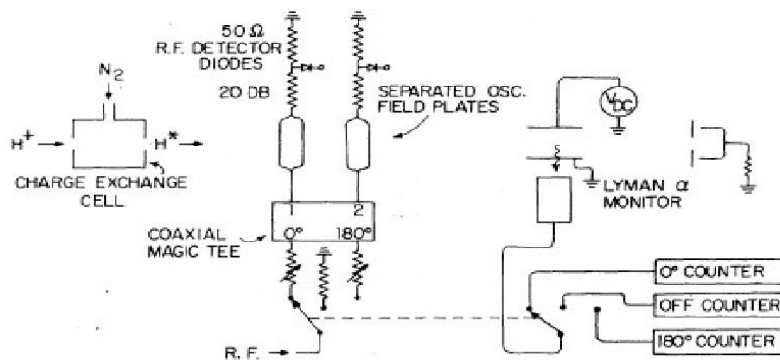 50 Ω
R.F. DETECTOR
DIODES
N2
20 DB
SEPARATED OSC.
FIELD PLATES
VDC
H+
H*
CHARGE EXCHANGE
CELL
LYMAN α
MONITOR
1 2
0° 180°
COAXIAL
MAGIC TEE
0° COUNTER
OFF COUNTER
180° COUNTER
R. F.